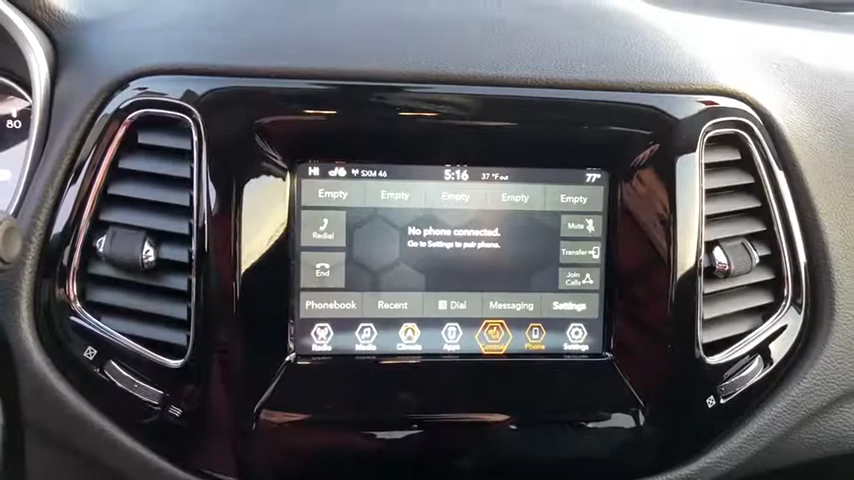 80
HI SXM 46 5:16 37 °F out 77°
Empty Empty Empty Empty Empty
No phone connected.
Go to Settings to pair phone.
Redial
Mute
Transfer
End
Join
Calls
Phonebook Recent Dial Messaging Settings
Radio Media Climate Apps Controls Phone Settings